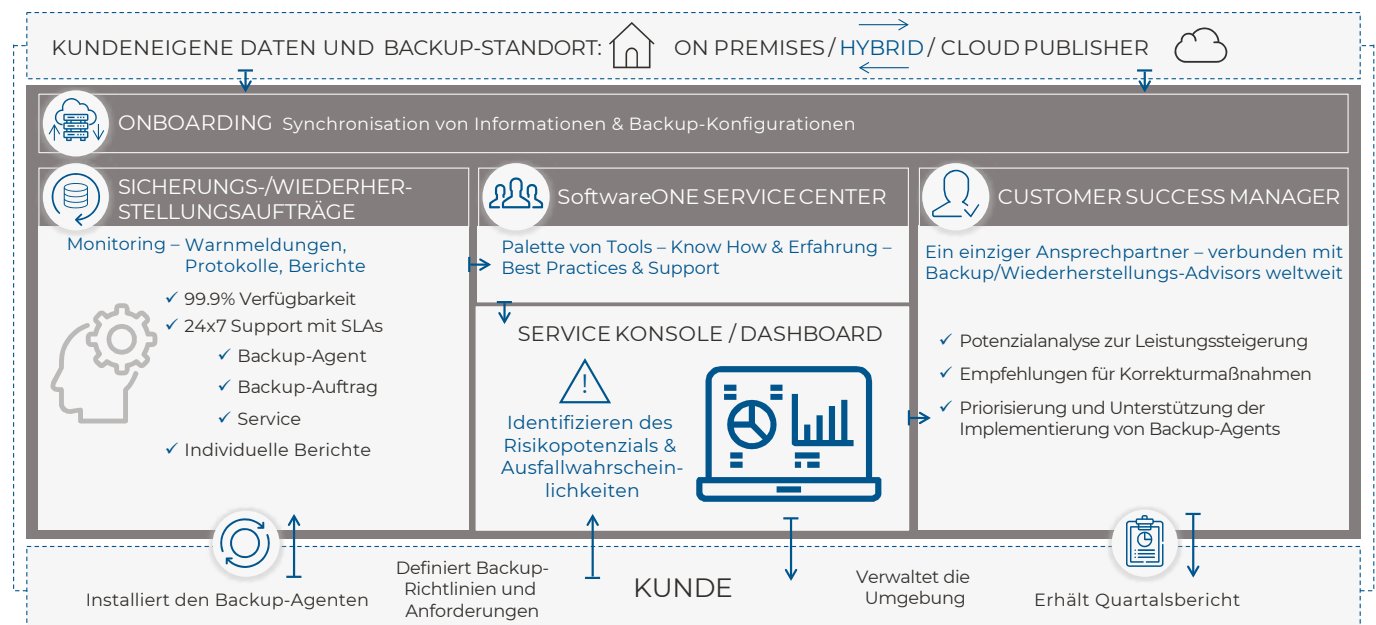 KUNDENEIGENE DATEN UND BACKUP-STANDORT: ON PREMISES / HYBRID / CLOUD PUBLISHER
ONBOARDING Synchronisation von Informationen & Backup-Konfigurationen
SICHERUNGS-/WIEDERHER-
STELLUNGSAUFTRÄGE
Monitoring – Warnmeldungen,
Protokolle, Berichte
99.9% Verfügbarkeit
24x7 Support mit SLAs
Backup-Agent
Backup-Auftrag
Service
Individuelle Berichte
SoftwareONE SERVICE CENTER
Palette von Tools – Know How & Erfahrung –
Best Practices & Support
SERVICE KONSOLE / DASHBOARD
Identifizieren des
Risikopotenzials &
Ausfallwahrschein-
lichkeiten
CUSTOMER SUCCESS MANAGER
Ein einziger Ansprechpartner – verbunden mit
Backup/Wiederherstellungs-Advisors weltweit
Potenzialanalyse zur Leistungssteigerung
Empfehlungen für Korrekturmaßnahmen
Priorisierung und Unterstützung der
Implementierung von Backup-Agents
Installiert den Backup-Agenten
Definiert Backup-
Richtlinien und
Anforderungen
KUNDE
Verwaltet die
Umgebung
Erhält Quartalsbericht